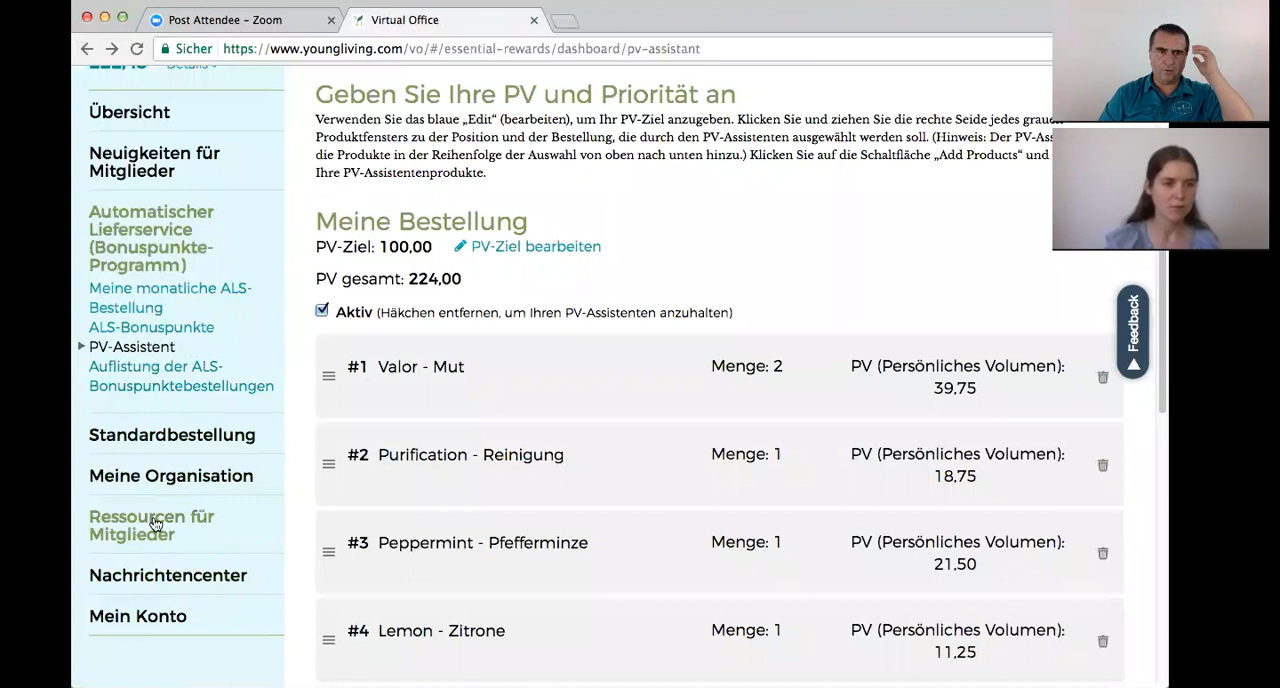 Post Attendee - Zoom
Virtual Office
Sicher https://www.youngliving.com/vo/#/essential-rewards/dashboard/pv-assistant
Übersicht
Neuigkeiten für
Mitglieder
Automatischer
Lieferservice
(Bonuspunkte-
Programm)
Meine monatliche ALS-
Bestellung
ALS-Bonuspunkte
PV-Assistent
Auflistung der ALS-
Bonuspunktebestellungen
Standardbestellung
Meine Organisation
Ressourcen für
Mitglieder
Nachrichtencenter
Mein Konto
Geben Sie Ihre PV und Priorität an
Verwenden Sie das blaue „Edit“ (bearbeiten), um Ihr PV-Ziel anzugeben. Klicken Sie und ziehen Sie die rechte Seite jedes
Produktfensters zu der Position und der Bestellung, die durch den PV-Assistenten ausgewählt werden soll. (Hinweis: Der
die Produkte in der Reihenfolge der Auswahl von oben nach unten hinzu.) Klicken Sie auf die Schaltfläche „Add Products“ und
Ihre PV-Assistentenprodukte.
Meine Bestellung
PV-Ziel: 100,00 PV-Ziel bearbeiten
PV gesamt: 224,00
Aktiv (Häkchen entfernen, um Ihren PV-Assistenten anzuhalten)
#1 Valor - Mut Menge: 2 PV (Persönliches Volumen):
39,75
#2 Purification - Reinigung Menge: 1 PV (Persönliches Volumen):
18,75
#3 Peppermint - Pfefferminze Menge: 1 PV (Persönliches Volumen):
21,50
#4 Lemon - Zitrone Menge: 1 PV (Persönliches Volumen):
11,25
Feedback